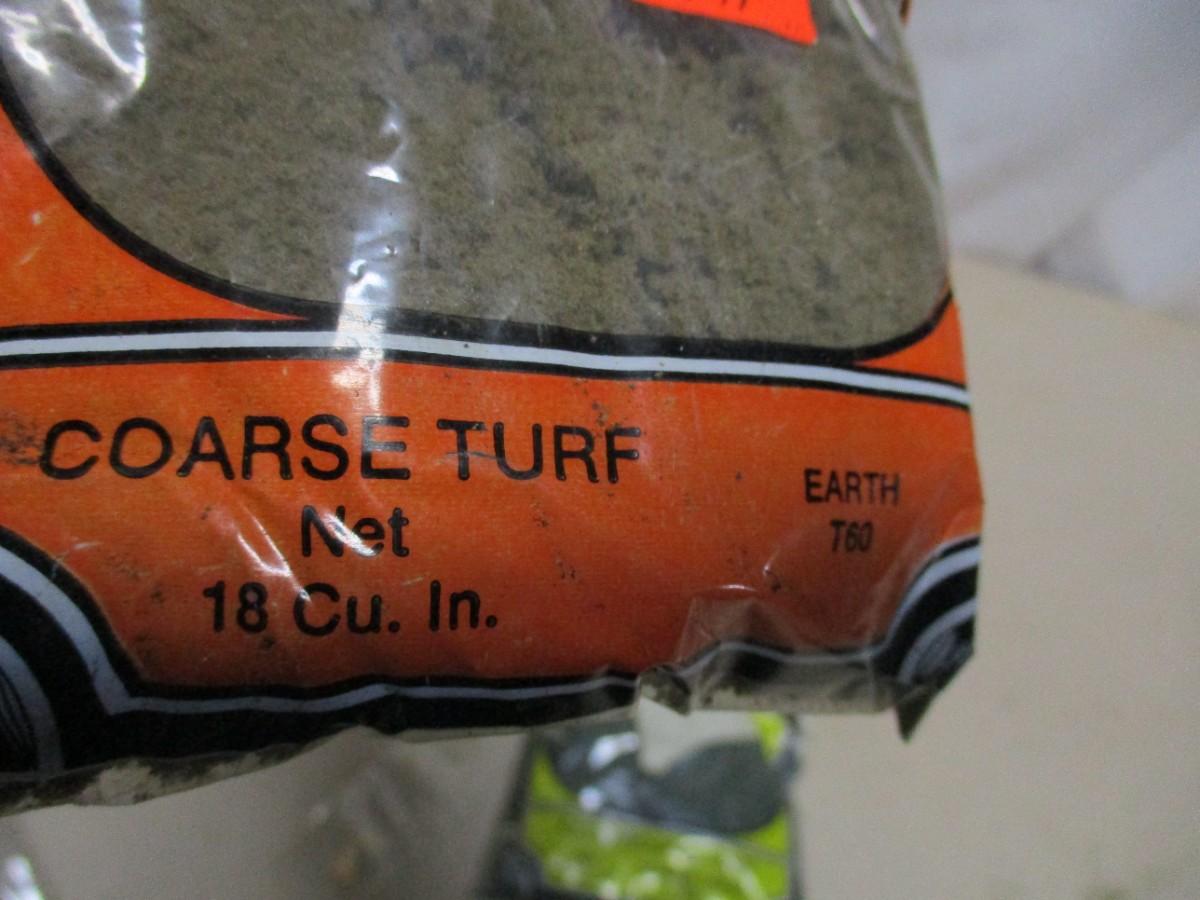 COARSE TURF
Net
18 Cu. In.
EARTH
T60